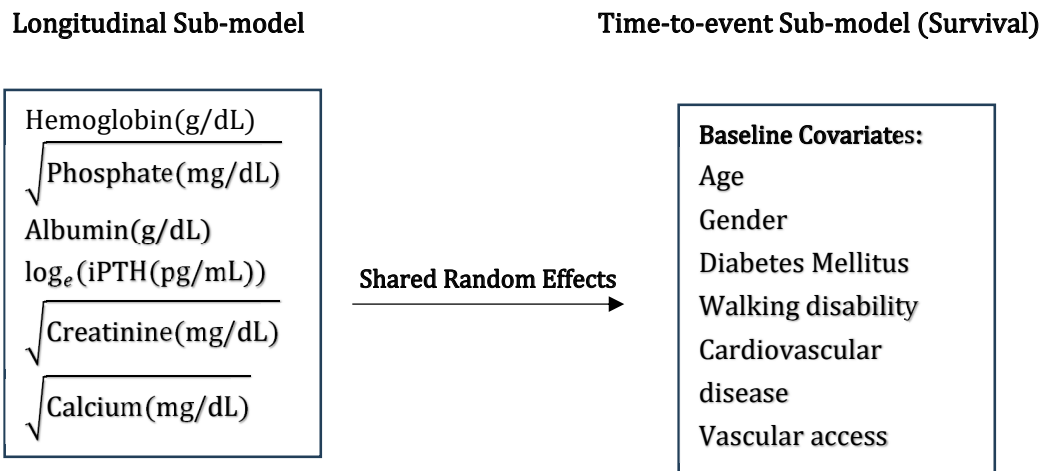 Longitudinal Sub-model
Time-to-event Sub-model (Survival)
Hemoglobin(g/dL)
√Phosphate(mg/dL)
Albumin(g/dL)
logₑ(iPTH(pg/mL))
√Creatinine(mg/dL)
√Calcium(mg/dL)
Shared Random Effects
Baseline Covariates:
Age
Gender
Diabetes Mellitus
Walking disability
Cardiovascular
disease
Vascular access